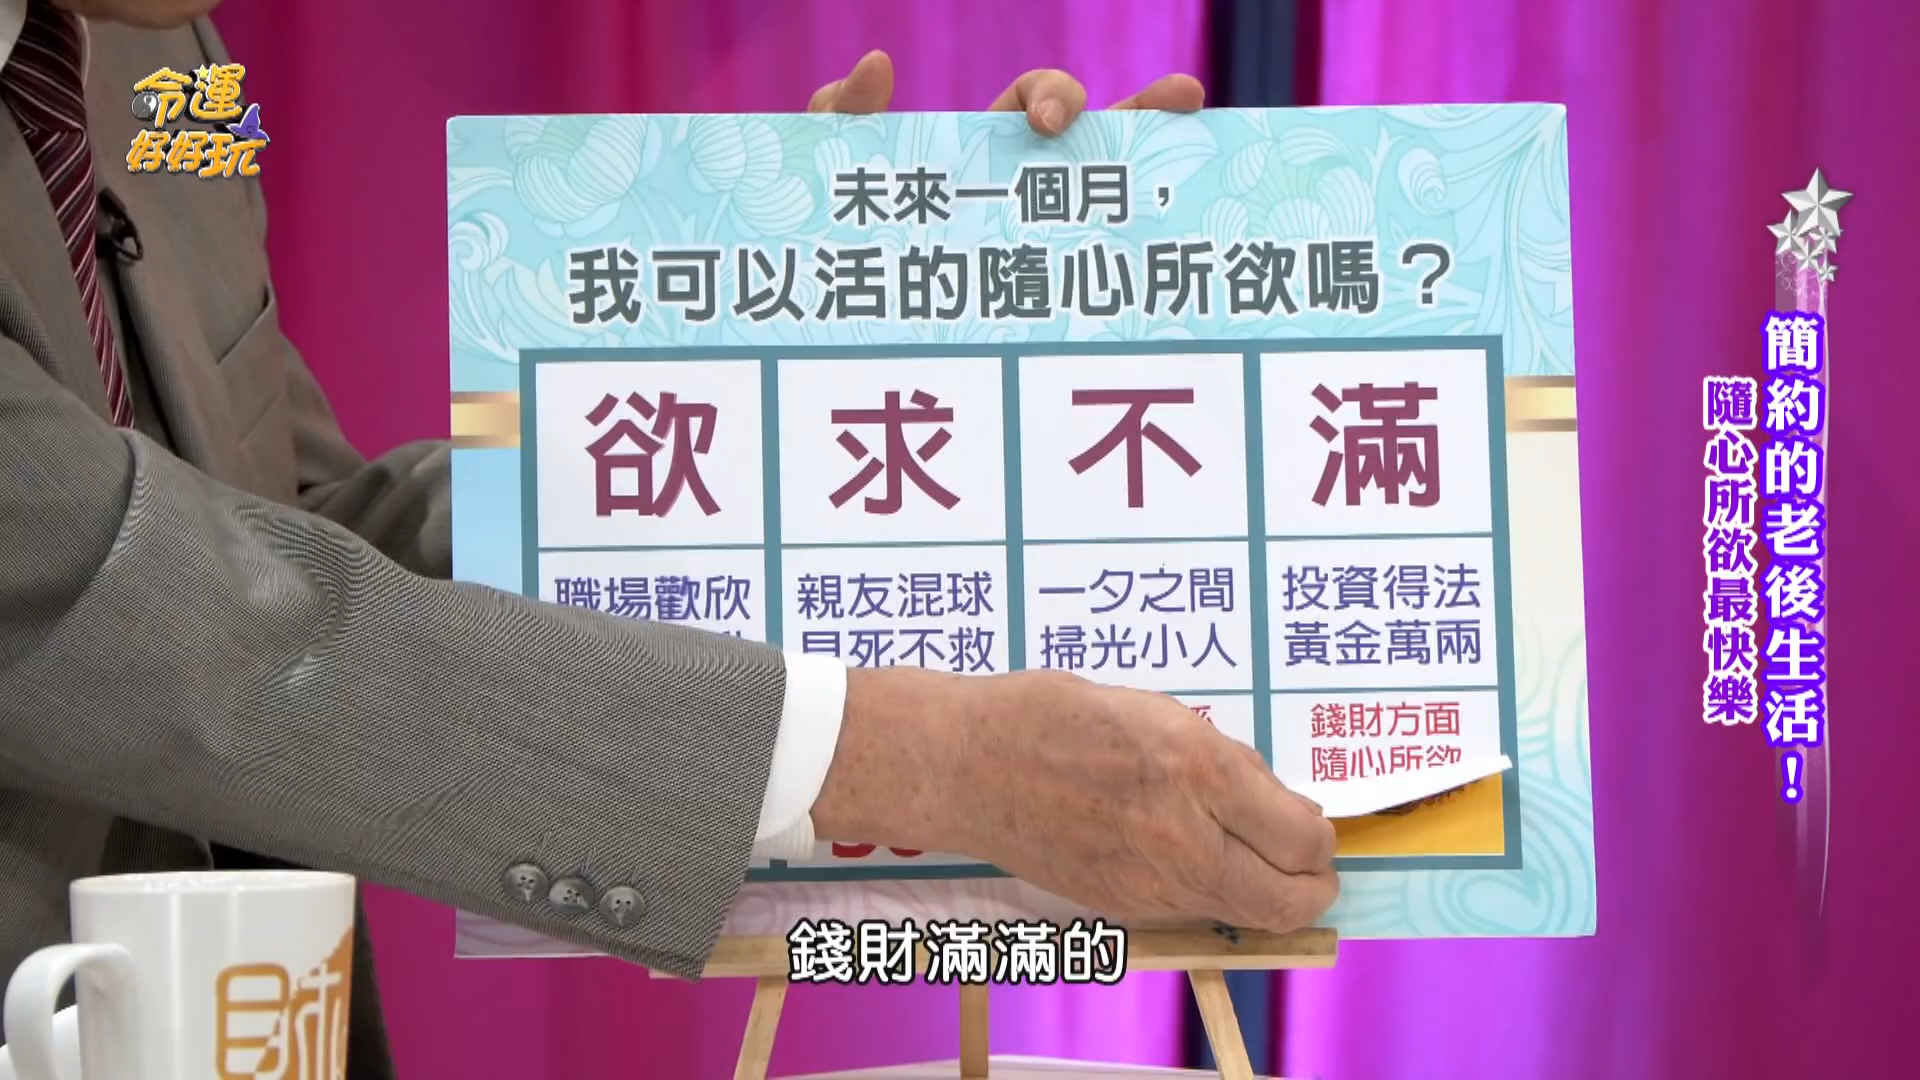 命運
好好玩
未來一個月，
我可以活的隨心所欲嗎？
欲 求 不 滿
職場歡欣
親友混球
見死不救
一夕之間
掃光小人
投資得法
黃金萬兩
錢財方面
隨心所欲
簡約的老後生活！
隨心所欲最快樂
錢財滿滿的
財